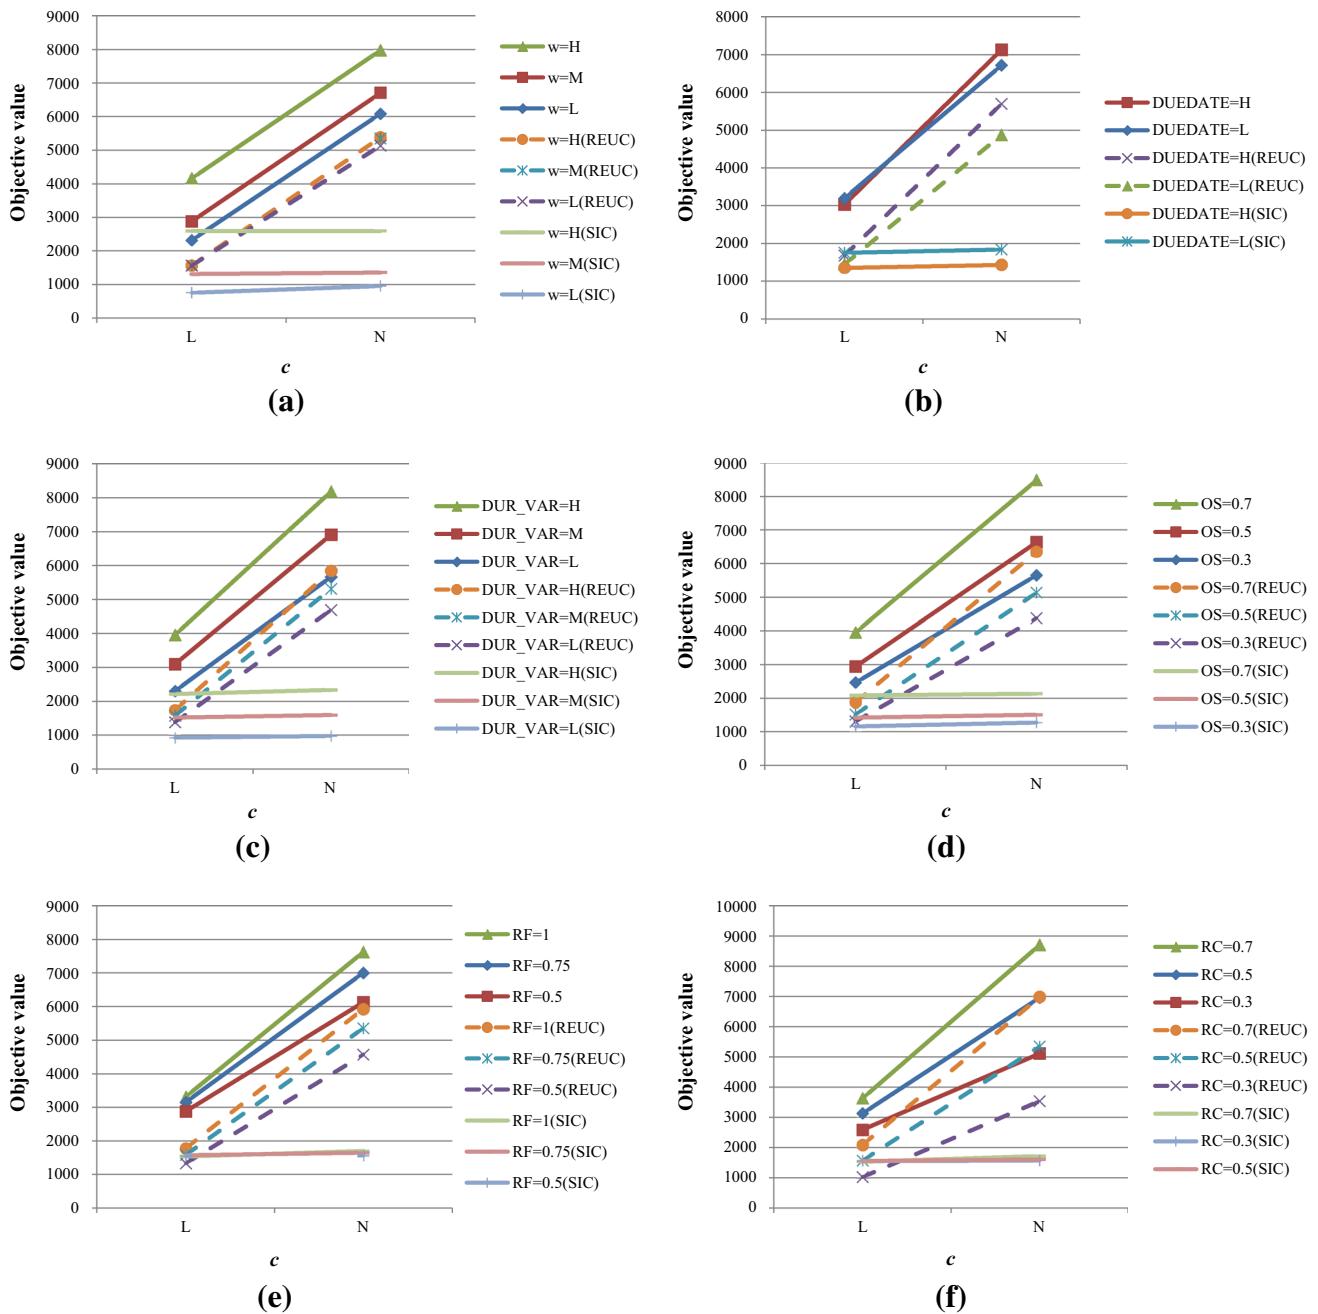 9000
8000
7000
6000
5000
4000
3000
2000
1000
0
Objective value
L
N
c
w=H
w=M
w=L
w=H(REUC)
w=M(REUC)
w=L(REUC)
w=H(SIC)
w=M(SIC)
w=L(SIC)
(a)
8000
7000
6000
5000
4000
3000
2000
1000
0
Objective value
L
N
c
DUEDATE=H
DUEDATE=L
DUEDATE=H(REUC)
DUEDATE=L(REUC)
DUEDATE=H(SIC)
DUEDATE=L(SIC)
(b)
9000
8000
7000
6000
5000
4000
3000
2000
1000
0
Objective value
L
N
c
DUR_VAR=H
DUR_VAR=M
DUR_VAR=L
DUR_VAR=H(REUC)
DUR_VAR=M(REUC)
DUR_VAR=L(REUC)
DUR_VAR=H(SIC)
DUR_VAR=M(SIC)
DUR_VAR=L(SIC)
(c)
9000
8000
7000
6000
5000
4000
3000
2000
1000
0
Objective value
L
N
c
OS=0.7
OS=0.5
OS=0.3
OS=0.7(REUC)
OS=0.5(REUC)
OS=0.3(REUC)
OS=0.7(SIC)
OS=0.5(SIC)
OS=0.3(SIC)
(d)
9000
8000
7000
6000
5000
4000
3000
2000
1000
0
Objective value
L
N
c
RF=1
RF=0.75
RF=0.5
RF=1(REUC)
RF=0.75(REUC)
RF=0.5(REUC)
RF=1(SIC)
RF=0.75(SIC)
RF=0.5(SIC)
(e)
10000
9000
8000
7000
6000
5000
4000
3000
2000
1000
0
Objective value
L
N
c
RC=0.7
RC=0.5
RC=0.3
RC=0.7(REUC)
RC=0.5(REUC)
RC=0.3(REUC)
RC=0.7(SIC)
RC=0.3(SIC)
RC=0.5(SIC)
(f)